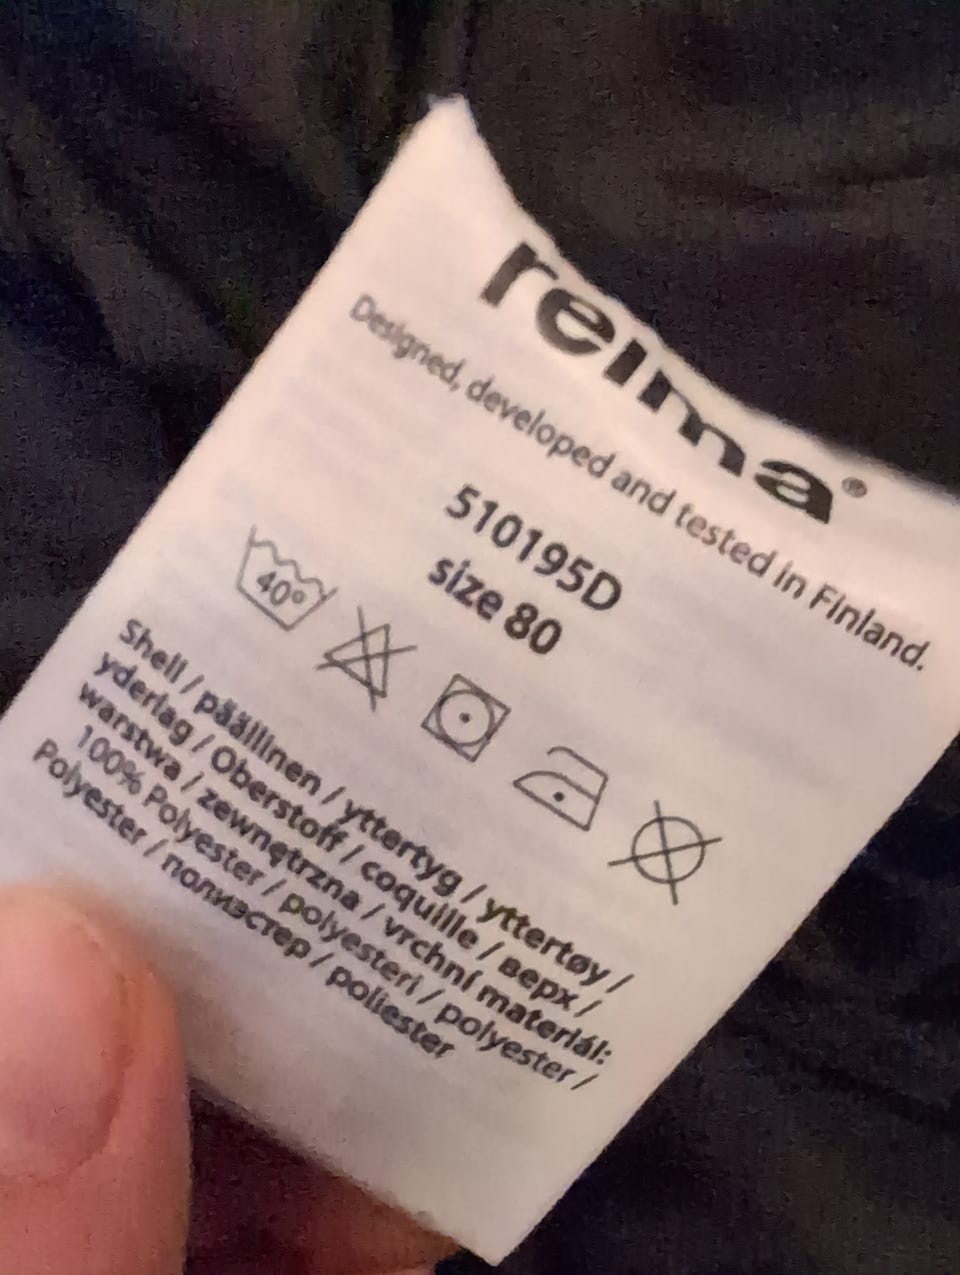 reima®
Designed, developed and tested in Finland.
510195D
size 80
40°
Shell / päällinen / yttertyg / yttertøy /
yderlag / Oberstoff / coquille / верх /
warstwa / zewnętrzna / vrchní materiál:
100% Polyester / polyesteri / polyester /
Polyester / полиэстер / poliester